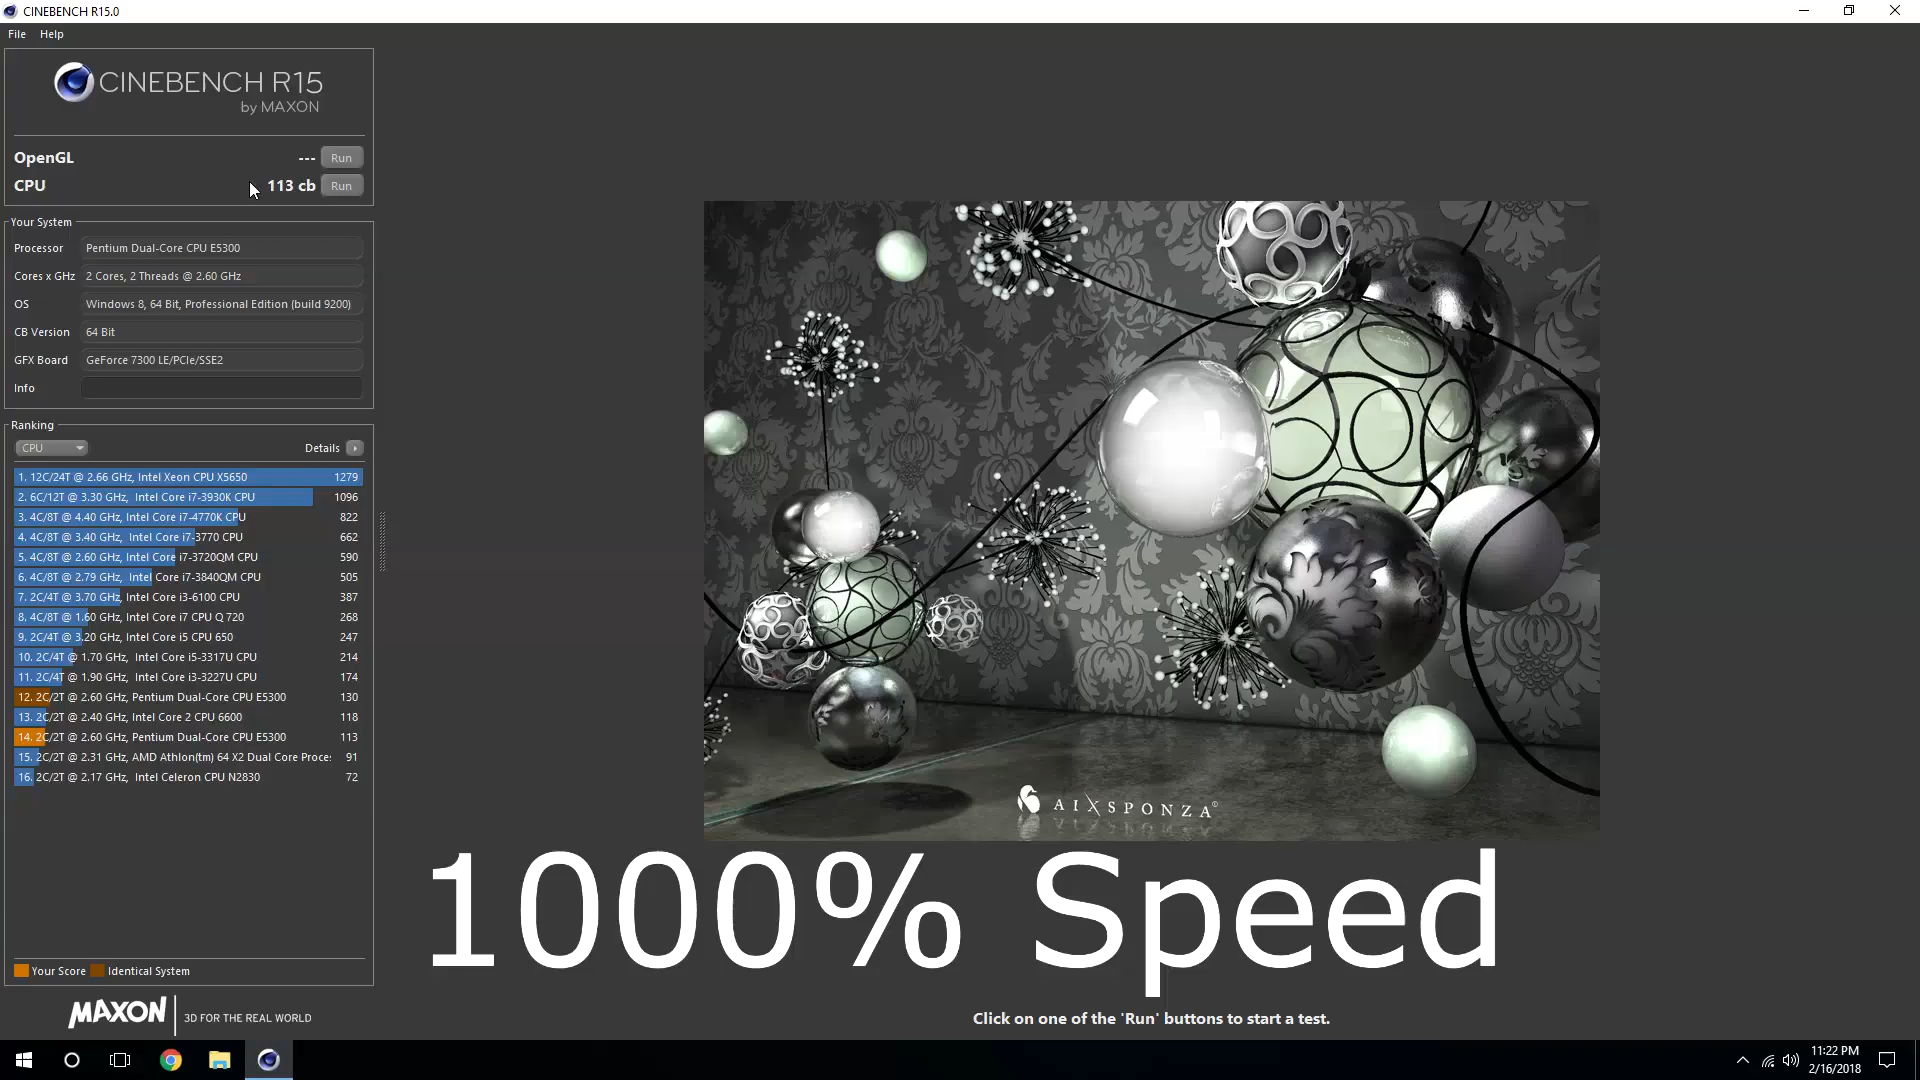 CINEBENCH R15.0
File Help
CINEBENCH R15
by MAXON
OpenGL --- Run
CPU 113 cb Run
Your System
Processor Pentium Dual-Core CPU E5300
Cores x GHz 2 Cores, 2 Threads @ 2.60 GHz
OS Windows 8, 64 Bit, Professional Edition (build 9200)
CB Version 64 Bit
GFX Board GeForce 7300 LE/PCIe/SSE2
Info
Ranking
CPU Details
1. 12C/24T @ 2.66 GHz, Intel Xeon CPU X5650 1279
2. 6C/12T @ 3.30 GHz, Intel Core i7-3930K CPU 1096
3. 4C/8T @ 4.40 GHz, Intel Core i7-4770K CPU 822
4. 4C/8T @ 3.40 GHz, Intel Core i7-3770 CPU 662
5. 4C/8T @ 2.60 GHz, Intel Core i7-3720QM CPU 590
6. 4C/8T @ 2.79 GHz, Intel Core i7-3840QM CPU 505
7. 2C/4T @ 3.70 GHz, Intel Core i3-6100 CPU 387
8. 4C/8T @ 1.60 GHz, Intel Core i7 CPU Q 720 268
9. 2C/4T @ 3.20 GHz, Intel Core i5 CPU 650 247
10. 2C/4T @ 1.70 GHz, Intel Core i5-3317U CPU 214
11. 2C/4T @ 1.90 GHz, Intel Core i3-3227U CPU 174
12. 2C/2T @ 2.60 GHz, Pentium Dual-Core CPU E5300 130
13. 2C/2T @ 2.40 GHz, Intel Core 2 CPU 6600 118
14. 2C/2T @ 2.60 GHz, Pentium Dual-Core CPU E5300 113
15. 2C/2T @ 2.31 GHz, AMD Athlon(tm) 64 X2 Dual Core Proce: 91
16. 2C/2T @ 2.17 GHz, Intel Celeron CPU N2830 72
AIXSPONZA®
1000% Speed
Your Score Identical System
MAXON 3D FOR THE REAL WORLD
Click on one of the 'Run' buttons to start a test.
11:22 PM
2/16/2018